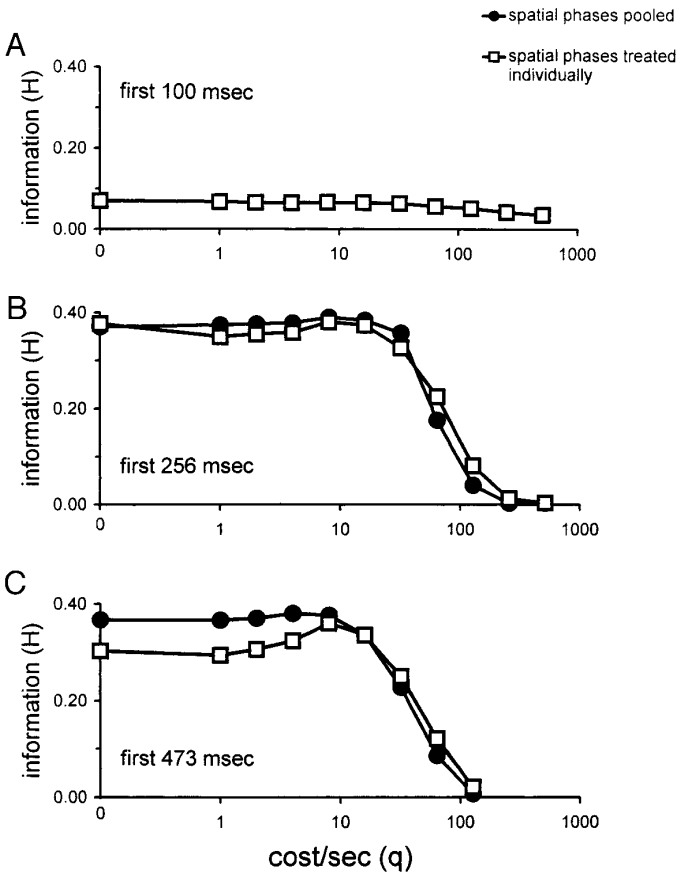 spatial phases pooled
spatial phases treated
individually
A
information (H)
0.40
0.20
0.00
first 100 msec
0 1 10 100 1000
B
information (H)
0.40
0.20
0.00
first 256 msec
0 1 10 100 1000
C
information (H)
0.40
0.20
0.00
first 473 msec
0 1 10 100 1000
cost/sec (q)